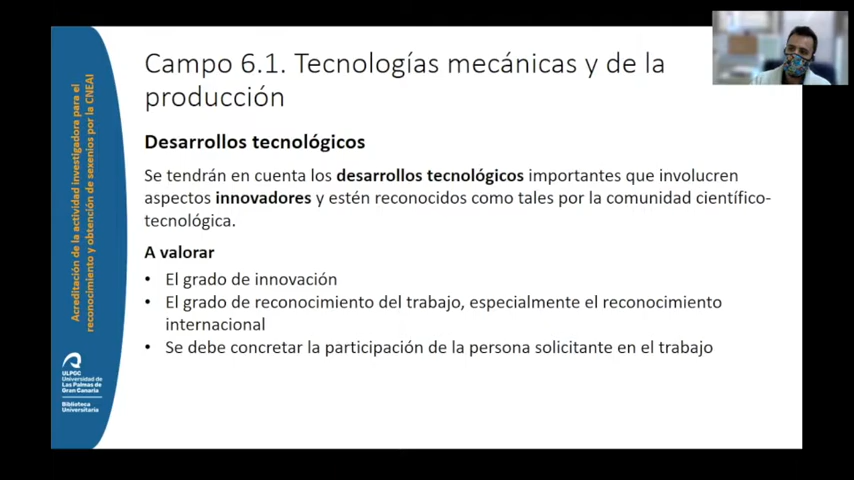 Campo 6.1. Tecnologías mecánicas y de la
producción
Desarrollos tecnológicos
Se tendrán en cuenta los desarrollos tecnológicos importantes que involucren
aspectos innovadores y estén reconocidos como tales por la comunidad científico-
tecnológica.
A valorar
• El grado de innovación
• El grado de reconocimiento del trabajo, especialmente el reconocimiento
internacional
• Se debe concretar la participación de la persona solicitante en el trabajo
Acreditación de la actividad investigadora para el
reconocimiento y obtención de sexenios por la CNEAI
ULPGC
Universidad de
Las Palmas de
Gran Canaria
Biblioteca
Universitaria